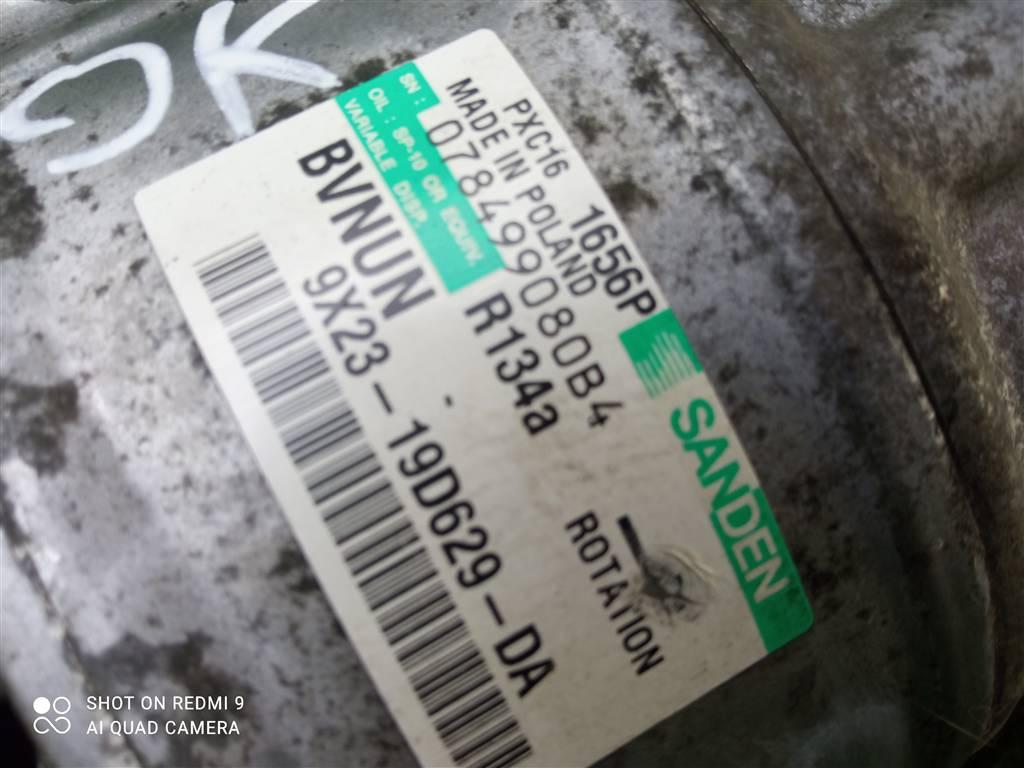 OK
SANDEN
PXC16 1656P
MADE IN POLAND
SN: 078499080B4
OIL : SP-10 OR EQUIV.
VARIABLE DISP.
R134a
ROTATION
BVNUN
9X23-19D629-DA
SHOT ON REDMI 9
AI QUAD CAMERA